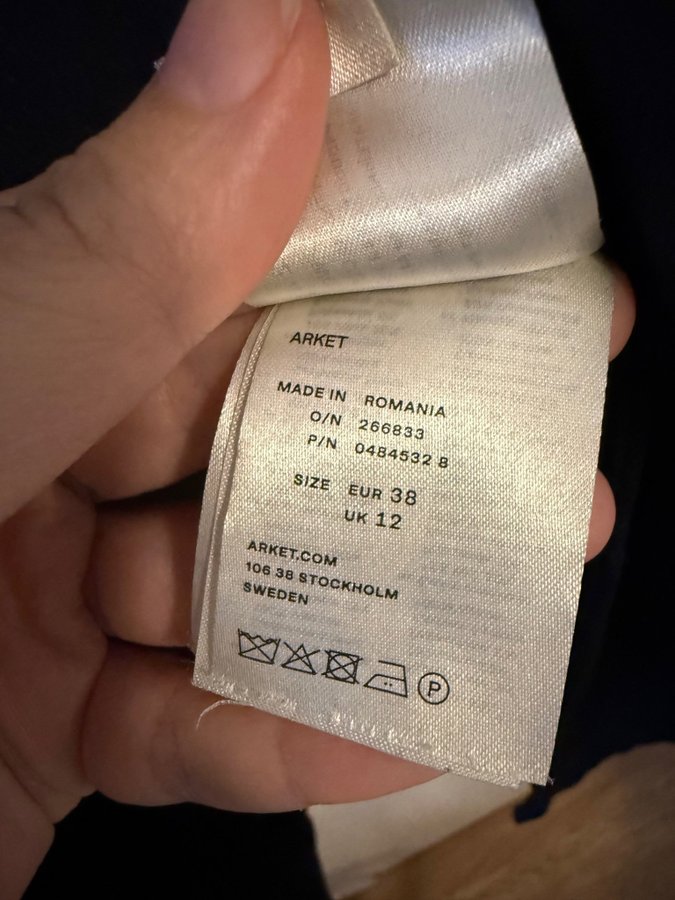 ARKET
MADE IN ROMANIA
O/N 266833
P/N 0484532 8
SIZE EUR 38
UK 12
ARKET.COM
106 38 STOCKHOLM
SWEDEN
P